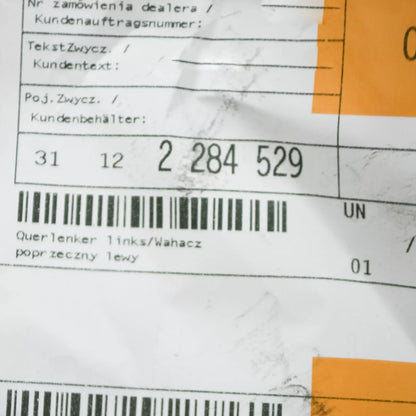 Nr zamówienia dealera /
Kundenauftragsnummer:
TekstZwycz. /
Kundentext:
Poj.Zwycz. /
Kundenbehälter:
31 12 2 284 529
UN
Querlenker links/Wahacz
poprzeczny lewy
01